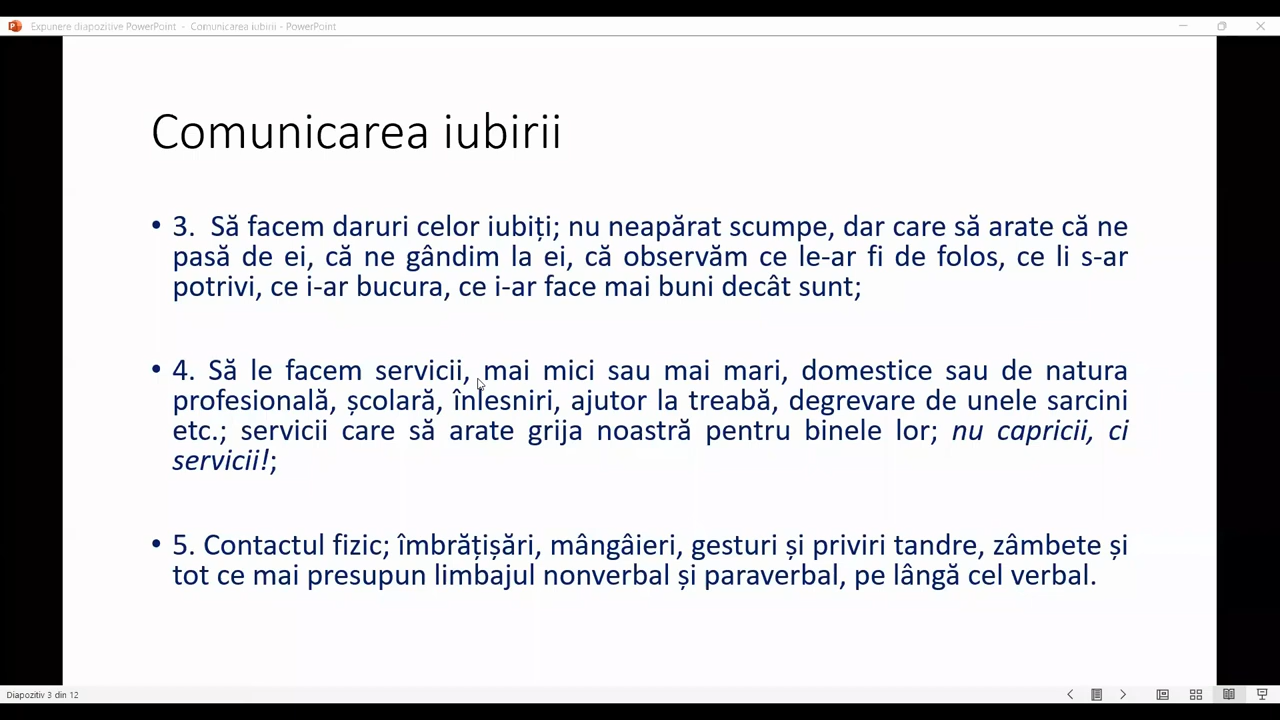 Expunere diapozitive PowerPoint - Comunicarea iubirii - PowerPoint
Comunicarea iubirii
• 3. Să facem daruri celor iubiți; nu neapărat scumpe, dar care să arate că ne
pasă de ei, că ne gândim la ei, că observăm ce le-ar fi de folos, ce li s-ar
potrivi, ce i-ar bucura, ce i-ar face mai buni decât sunt;
• 4. Să le facem servicii, mai mici sau mai mari, domestice sau de natura
profesională, școlară, înlesniri, ajutor la treabă, degrevare de unele sarcini
etc.; servicii care să arate grija noastră pentru binele lor; nu capricii, ci
servicii!;
• 5. Contactul fizic; îmbrățișări, mângâieri, gesturi și priviri tandre, zâmbete și
tot ce mai presupun limbajul nonverbal și paraverbal, pe lângă cel verbal.
Diapozitiv 3 din 12